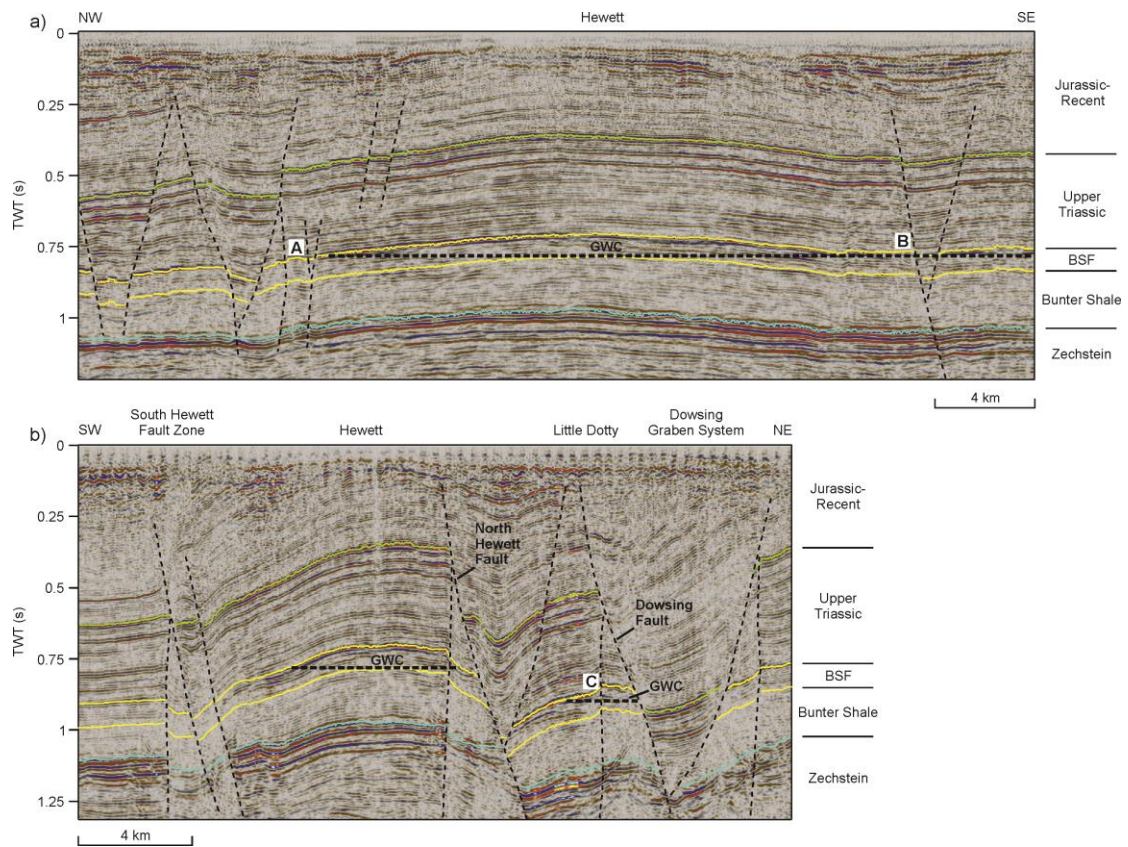 a)
NW
Hewett
SE
0
0.25
0.5
0.75
1
TWT (s)
A
GWC
B
Jurassic-
Recent
Upper
Triassic
BSF
Bunter Shale
Zechstein
4 km
b)
SW
South Hewett
Fault Zone
Hewett
Little Dotty
Dowsing
Graben System
NE
0
0.25
0.5
0.75
1
1.25
TWT (s)
North
Hewett
Fault
Dowsing
Fault
GWC
C
GWC
Jurassic-
Recent
Upper
Triassic
BSF
Bunter Shale
Zechstein
4 km